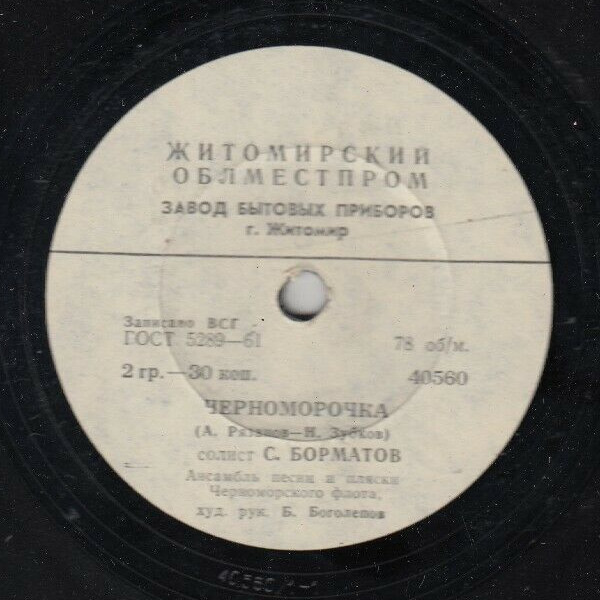 ЖИТОМИРСКИЙ
ОБЛМЕСТПРОМ
ЗАВОД БЫТОВЫХ ПРИБОРОВ
г. Житомир
Записано ВСГ
ГОСТ 5289—61 78 об/м.
2 гр.—30 коп. 40560
ЧЕРНОМОРОЧКА
(А. Рязанов—Н. Зубков)
солист С. БОРМАТОВ
Ансамбль песни и пляски
Черноморского флота,
худ. рук. Б. Боголепов
40560